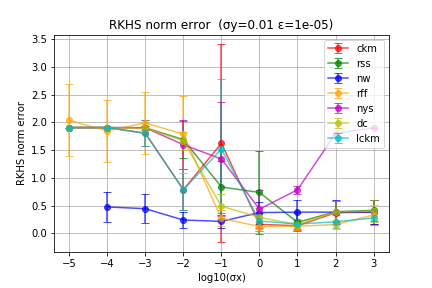 RKHS norm error (σy=0.01 ε=1e-05)
3.5
3.0
2.5
2.0
1.5
1.0
0.5
0.0
RKHS norm error
ckm
rss
nw
rff
nys
dc
lckm
−5 −4 −3 −2 −1 0 1 2 3
log10(σx)